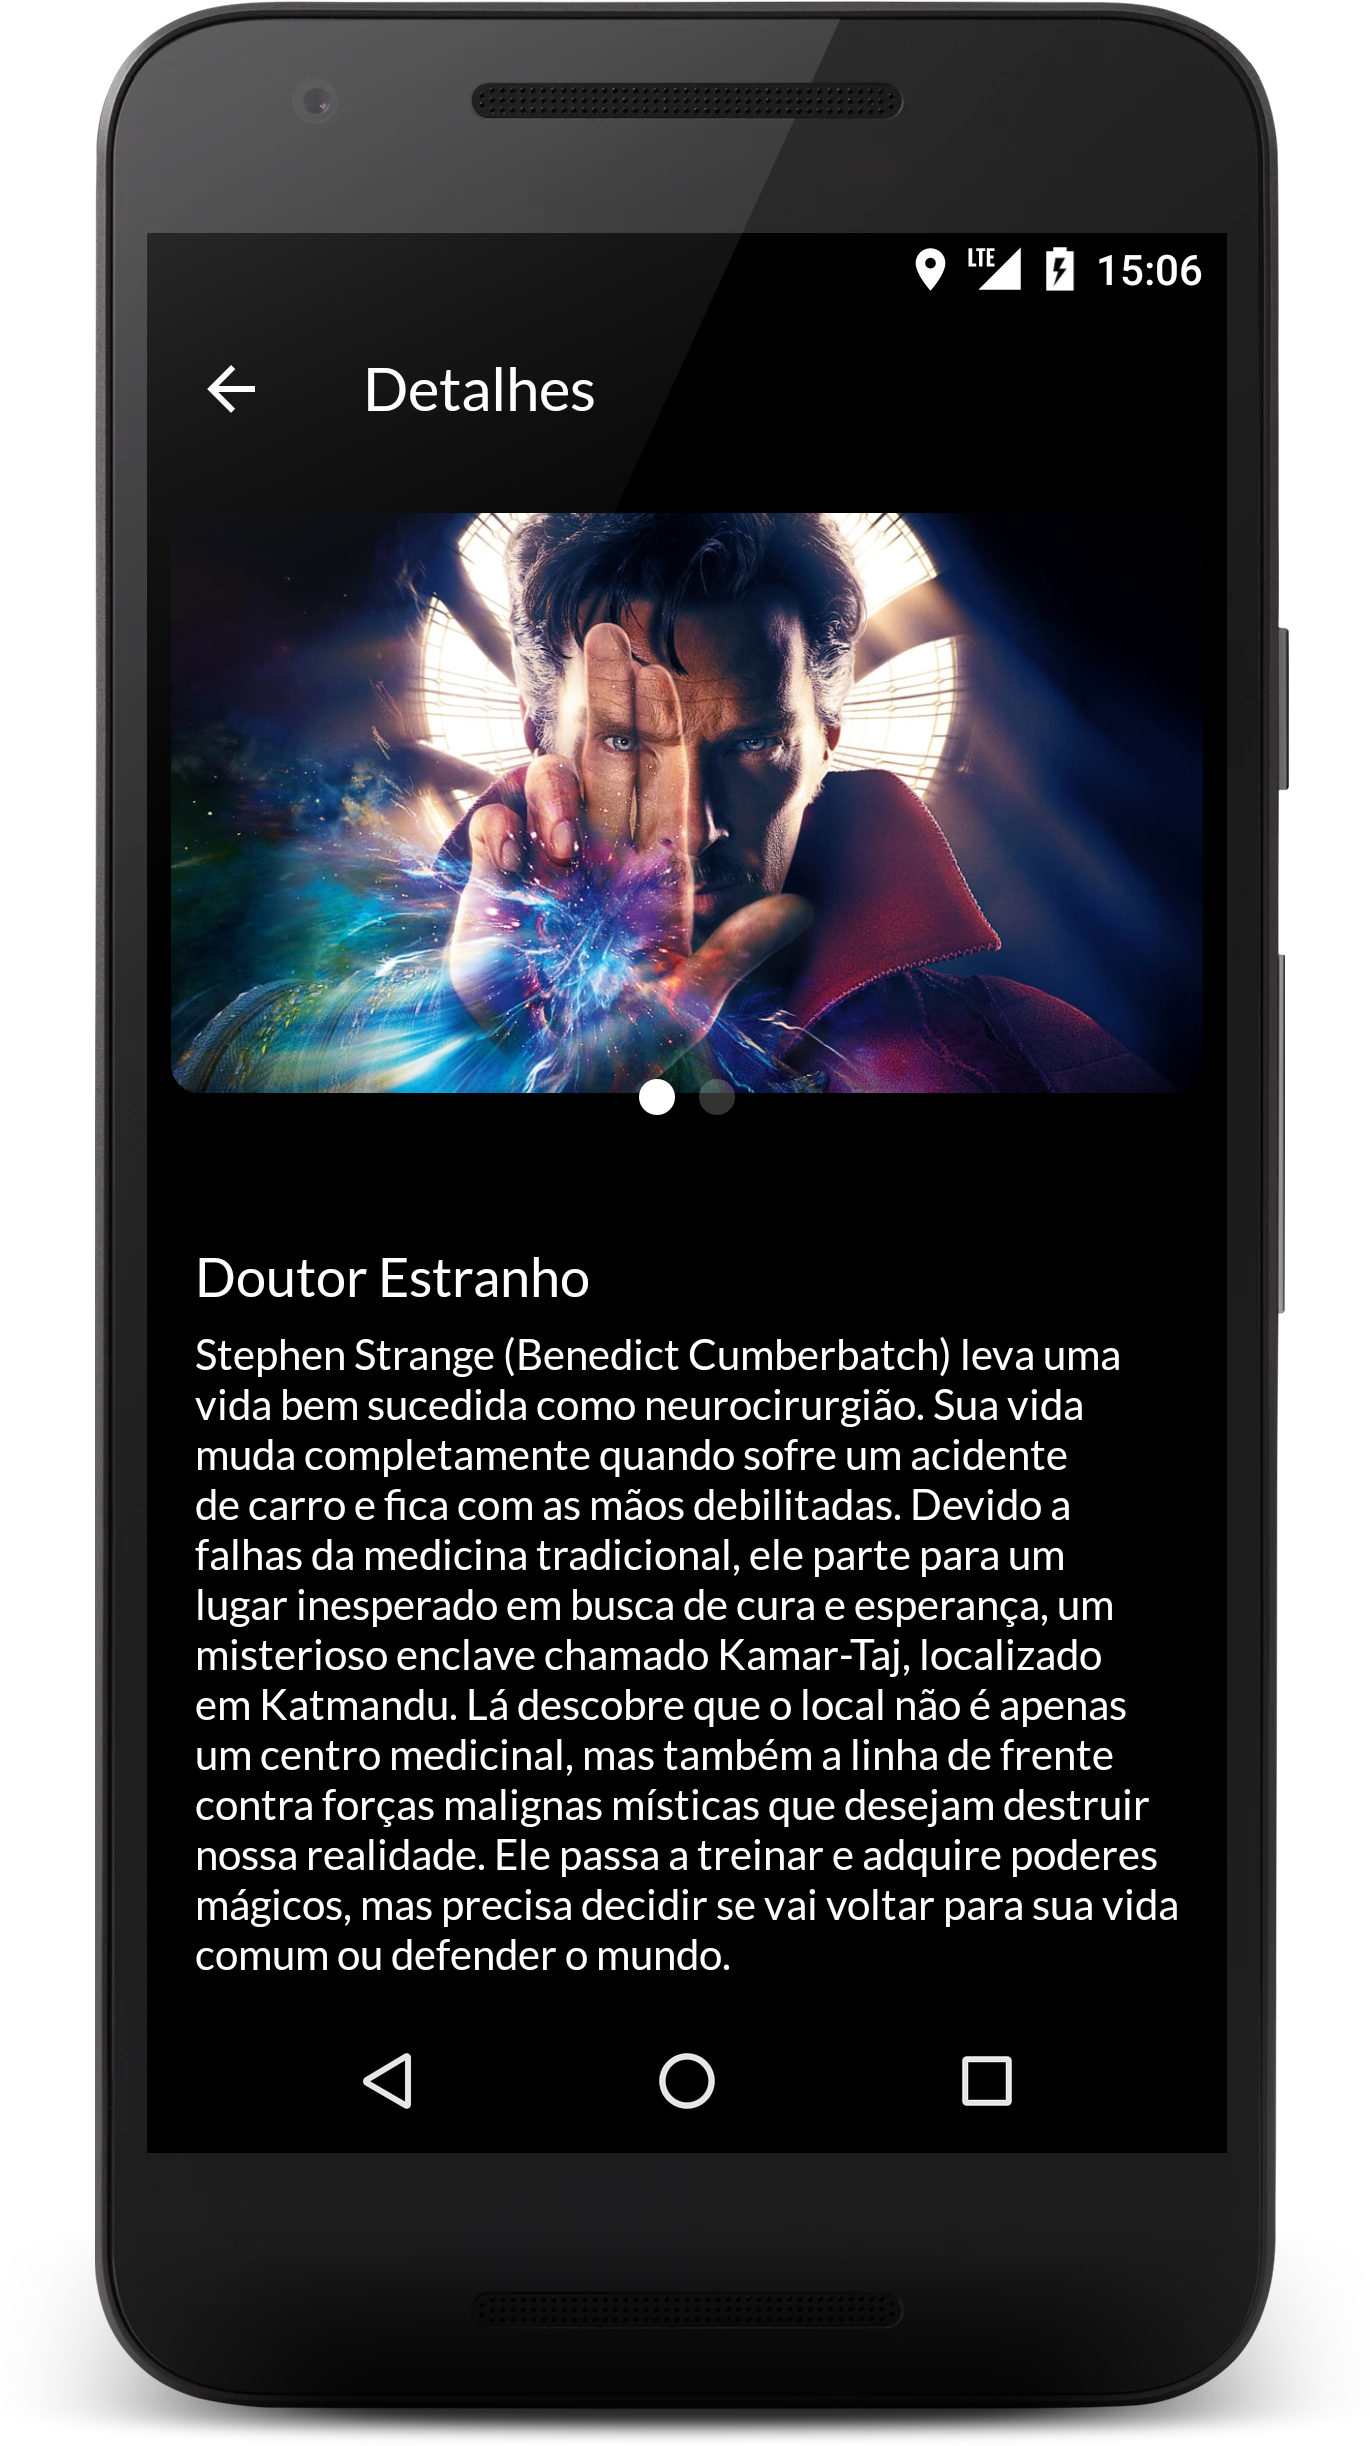 LTE 15:06
Detalhes
Doutor Estranho
Stephen Strange (Benedict Cumberbatch) leva uma
vida bem sucedida como neurocirurgião. Sua vida
muda completamente quando sofre um acidente
de carro e fica com as mãos debilitadas. Devido a
falhas da medicina tradicional, ele parte para um
lugar inesperado em busca de cura e esperança, um
misterioso enclave chamado Kamar-Taj, localizado
em Katmandu. Lá descobre que o local não é apenas
um centro medicinal, mas também a linha de frente
contra forças malignas místicas que desejam destruir
nossa realidade. Ele passa a treinar e adquire poderes
mágicos, mas precisa decidir se vai voltar para sua vida
comum ou defender o mundo.